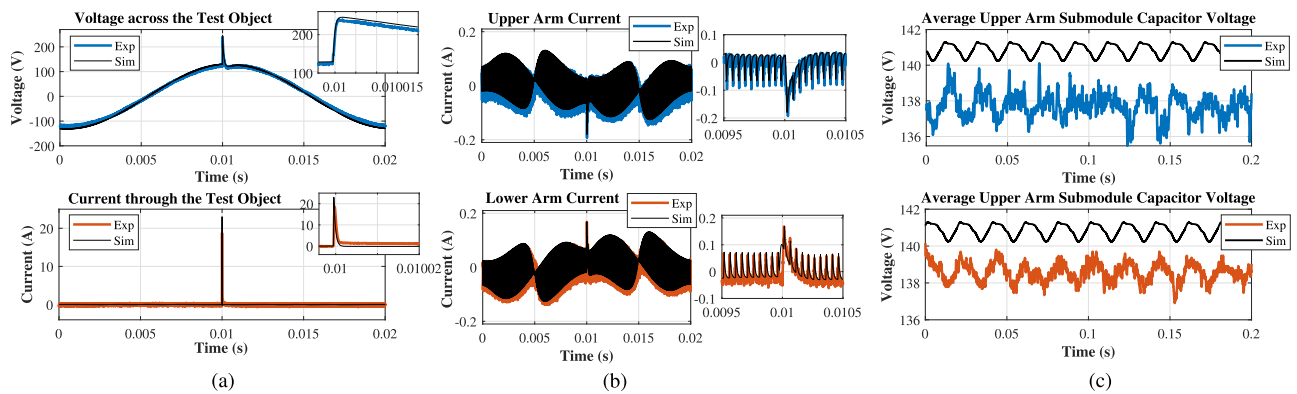 Voltage across the Test Object
Voltage (V)
200
100
0
-100
-200
Exp
Sim
200
100
0.01
0.010015
0
0.005
0.01
0.015
0.02
Time (s)
Current through the Test Object
Current (A)
20
10
0
Exp
Sim
20
10
0
0.01
0.01002
0
0.005
0.01
0.015
0.02
Time (s)
(a)
Upper Arm Current
Current (A)
0.2
0
-0.2
Exp
Sim
0.1
0
-0.1
-0.2
0.0095
0.01
0.0105
0
0.005
0.01
0.015
0.02
Time (s)
Lower Arm Current
Current (A)
0.2
0
-0.2
Exp
Sim
0.2
0.1
0
-0.1
0.0095
0.01
0.0105
0
0.005
0.01
0.015
0.02
Time (s)
(b)
Average Upper Arm Submodule Capacitor Voltage
Voltage (V)
142
140
138
136
Exp
Sim
0
0.05
0.1
0.15
0.2
Time (s)
Average Upper Arm Submodule Capacitor Voltage
Voltage (V)
142
140
138
136
Exp
Sim
0
0.05
0.1
0.15
0.2
Time (s)
(c)